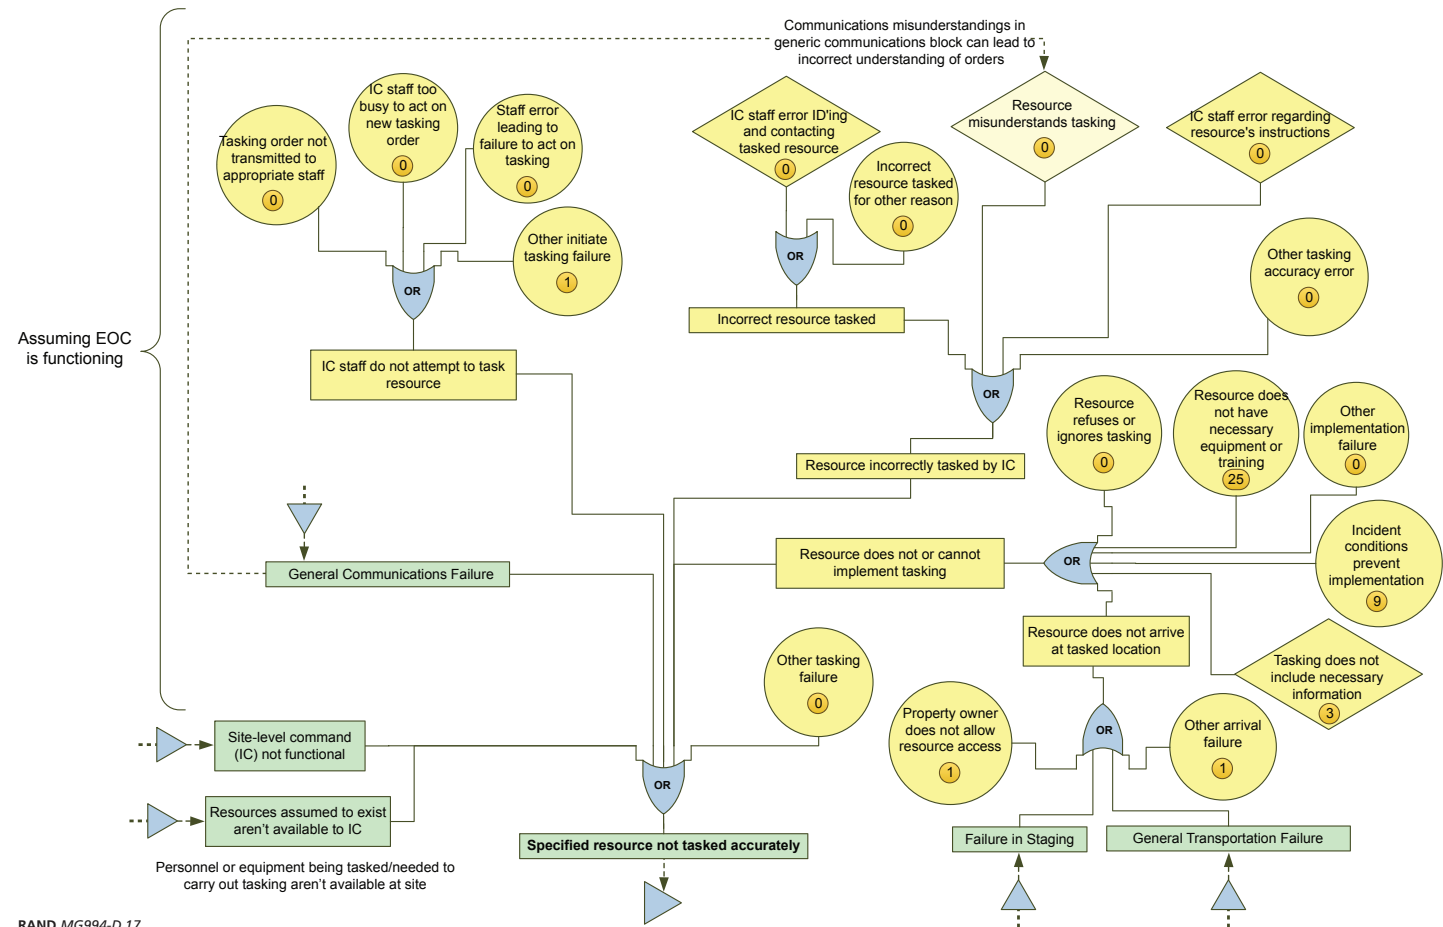 Communications misunderstandings in
generic communications block can lead to
incorrect understanding of orders
IC staff too
busy to act on
new tasking
order
0
Staff error
leading to
failure to act on
tasking
0
Tasking order not
transmitted to
appropriate staff
0
Other initiate
tasking failure
1
OR
IC staff do not attempt to task
resource
Assuming EOC
is functioning
IC staff error ID'ing
and contacting
tasked resource
0
Incorrect
resource tasked
for other reason
0
Resource
misunderstands tasking
0
IC staff error regarding
resource's instructions
0
Other tasking
accuracy error
0
OR
Incorrect resource tasked
OR
Resource incorrectly tasked by IC
Resource
refuses or
ignores tasking
0
Resource does
not have
necessary
equipment or
training
25
Other
implementation
failure
0
Incident
conditions
prevent
implementation
9
Resource does not or cannot
implement tasking
OR
General Communications Failure
Resource does not arrive
at tasked location
Tasking does not
include necessary
information
3
Other tasking
failure
0
Property owner
does not allow
resource access
1
OR
Other arrival
failure
1
Site-level command
(IC) not functional
OR
Resources assumed to exist
aren't available to IC
Personnel or equipment being tasked/needed to
carry out tasking aren't available at site
Specified resource not tasked accurately
Failure in Staging
General Transportation Failure
RAND MG994-D.17